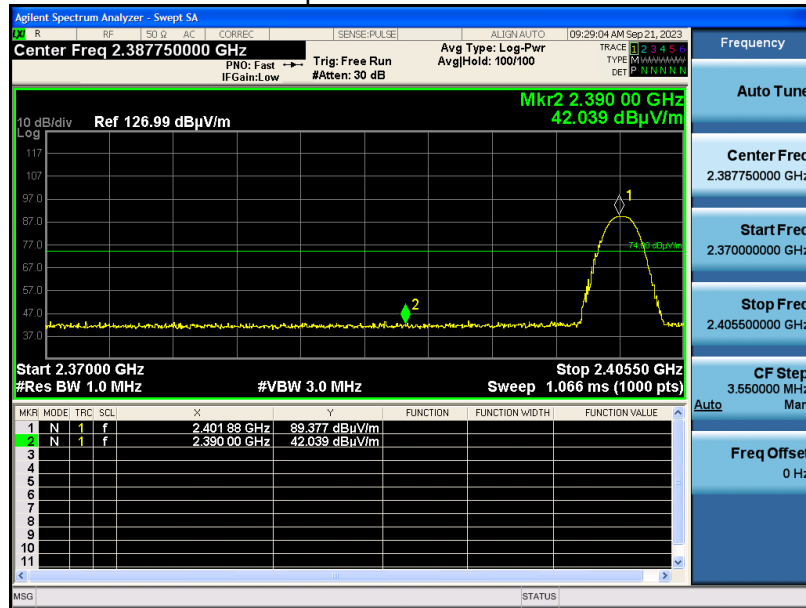 Agilent Spectrum Analyzer - Swept SA
LXI R RF 50 Ω AC CORREC SENSE:PULSE ALIGN AUTO 09:29:04 AM Sep 21, 2023
Center Freq 2.387750000 GHz
PNO: Fast
IFGain:Low
Trig: Free Run
#Atten: 30 dB
Avg Type: Log-Pwr
Avg|Hold: 100/100
TRACE 1 2 3 4 5 6
TYPE M WWWWW
DET P N N N N N
Mkr2 2.390 00 GHz
42.039 dBµV/m
10 dB/div Ref 126.99 dBµV/m
Log
117
107
97.0
87.0
77.0
67.0
57.0
47.0
37.0
1
74.00 dBµV/m
2
Start 2.37000 GHz Stop 2.40550 GHz
#Res BW 1.0 MHz #VBW 3.0 MHz Sweep 1.066 ms (1000 pts)
MKR MODE TRC SCL X Y FUNCTION FUNCTION WIDTH FUNCTION VALUE
1 N 1 f 2.401 88 GHz 89.377 dBµV/m
2 N 1 f 2.390 00 GHz 42.039 dBµV/m
3
4
5
6
7
8
9
10
11
MSG STATUS
Frequency
Auto Tune
Center Freq
2.387750000 GHz
Start Freq
2.370000000 GHz
Stop Freq
2.405500000 GHz
CF Step
3.550000 MHz
Auto Man
Freq Offset
0 Hz